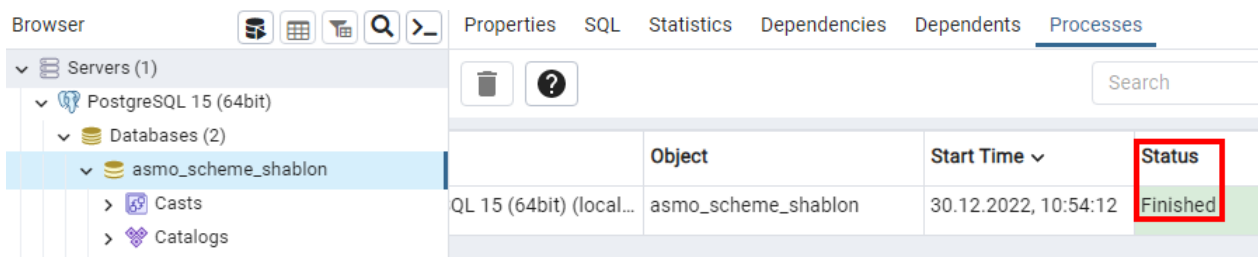 Browser
Properties SQL Statistics Dependencies Dependents Processes
Servers (1)
PostgreSQL 15 (64bit)
Databases (2)
asmo_scheme_shablon
Casts
Catalogs
Search
Object Start Time Status
QL 15 (64bit) (local... asmo_scheme_shablon 30.12.2022, 10:54:12 Finished